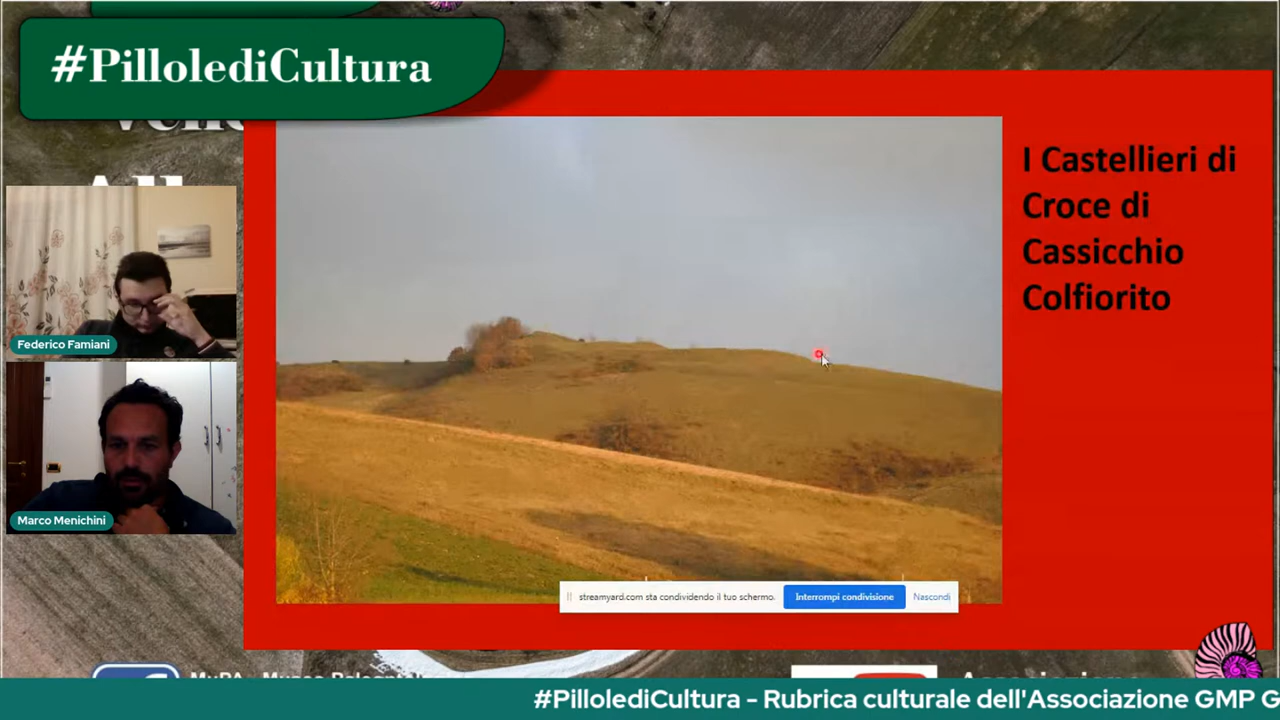 #PillolediCultura
I Castellieri di
Croce di
Cassicchio
Colfiorito
Federico Famiani
Marco Menichini
streamyard.com sta condividendo il tuo schermo.
Interrompi condivisione
Nascondi
#PillolediCultura - Rubrica culturale dell'Associazione GMP G